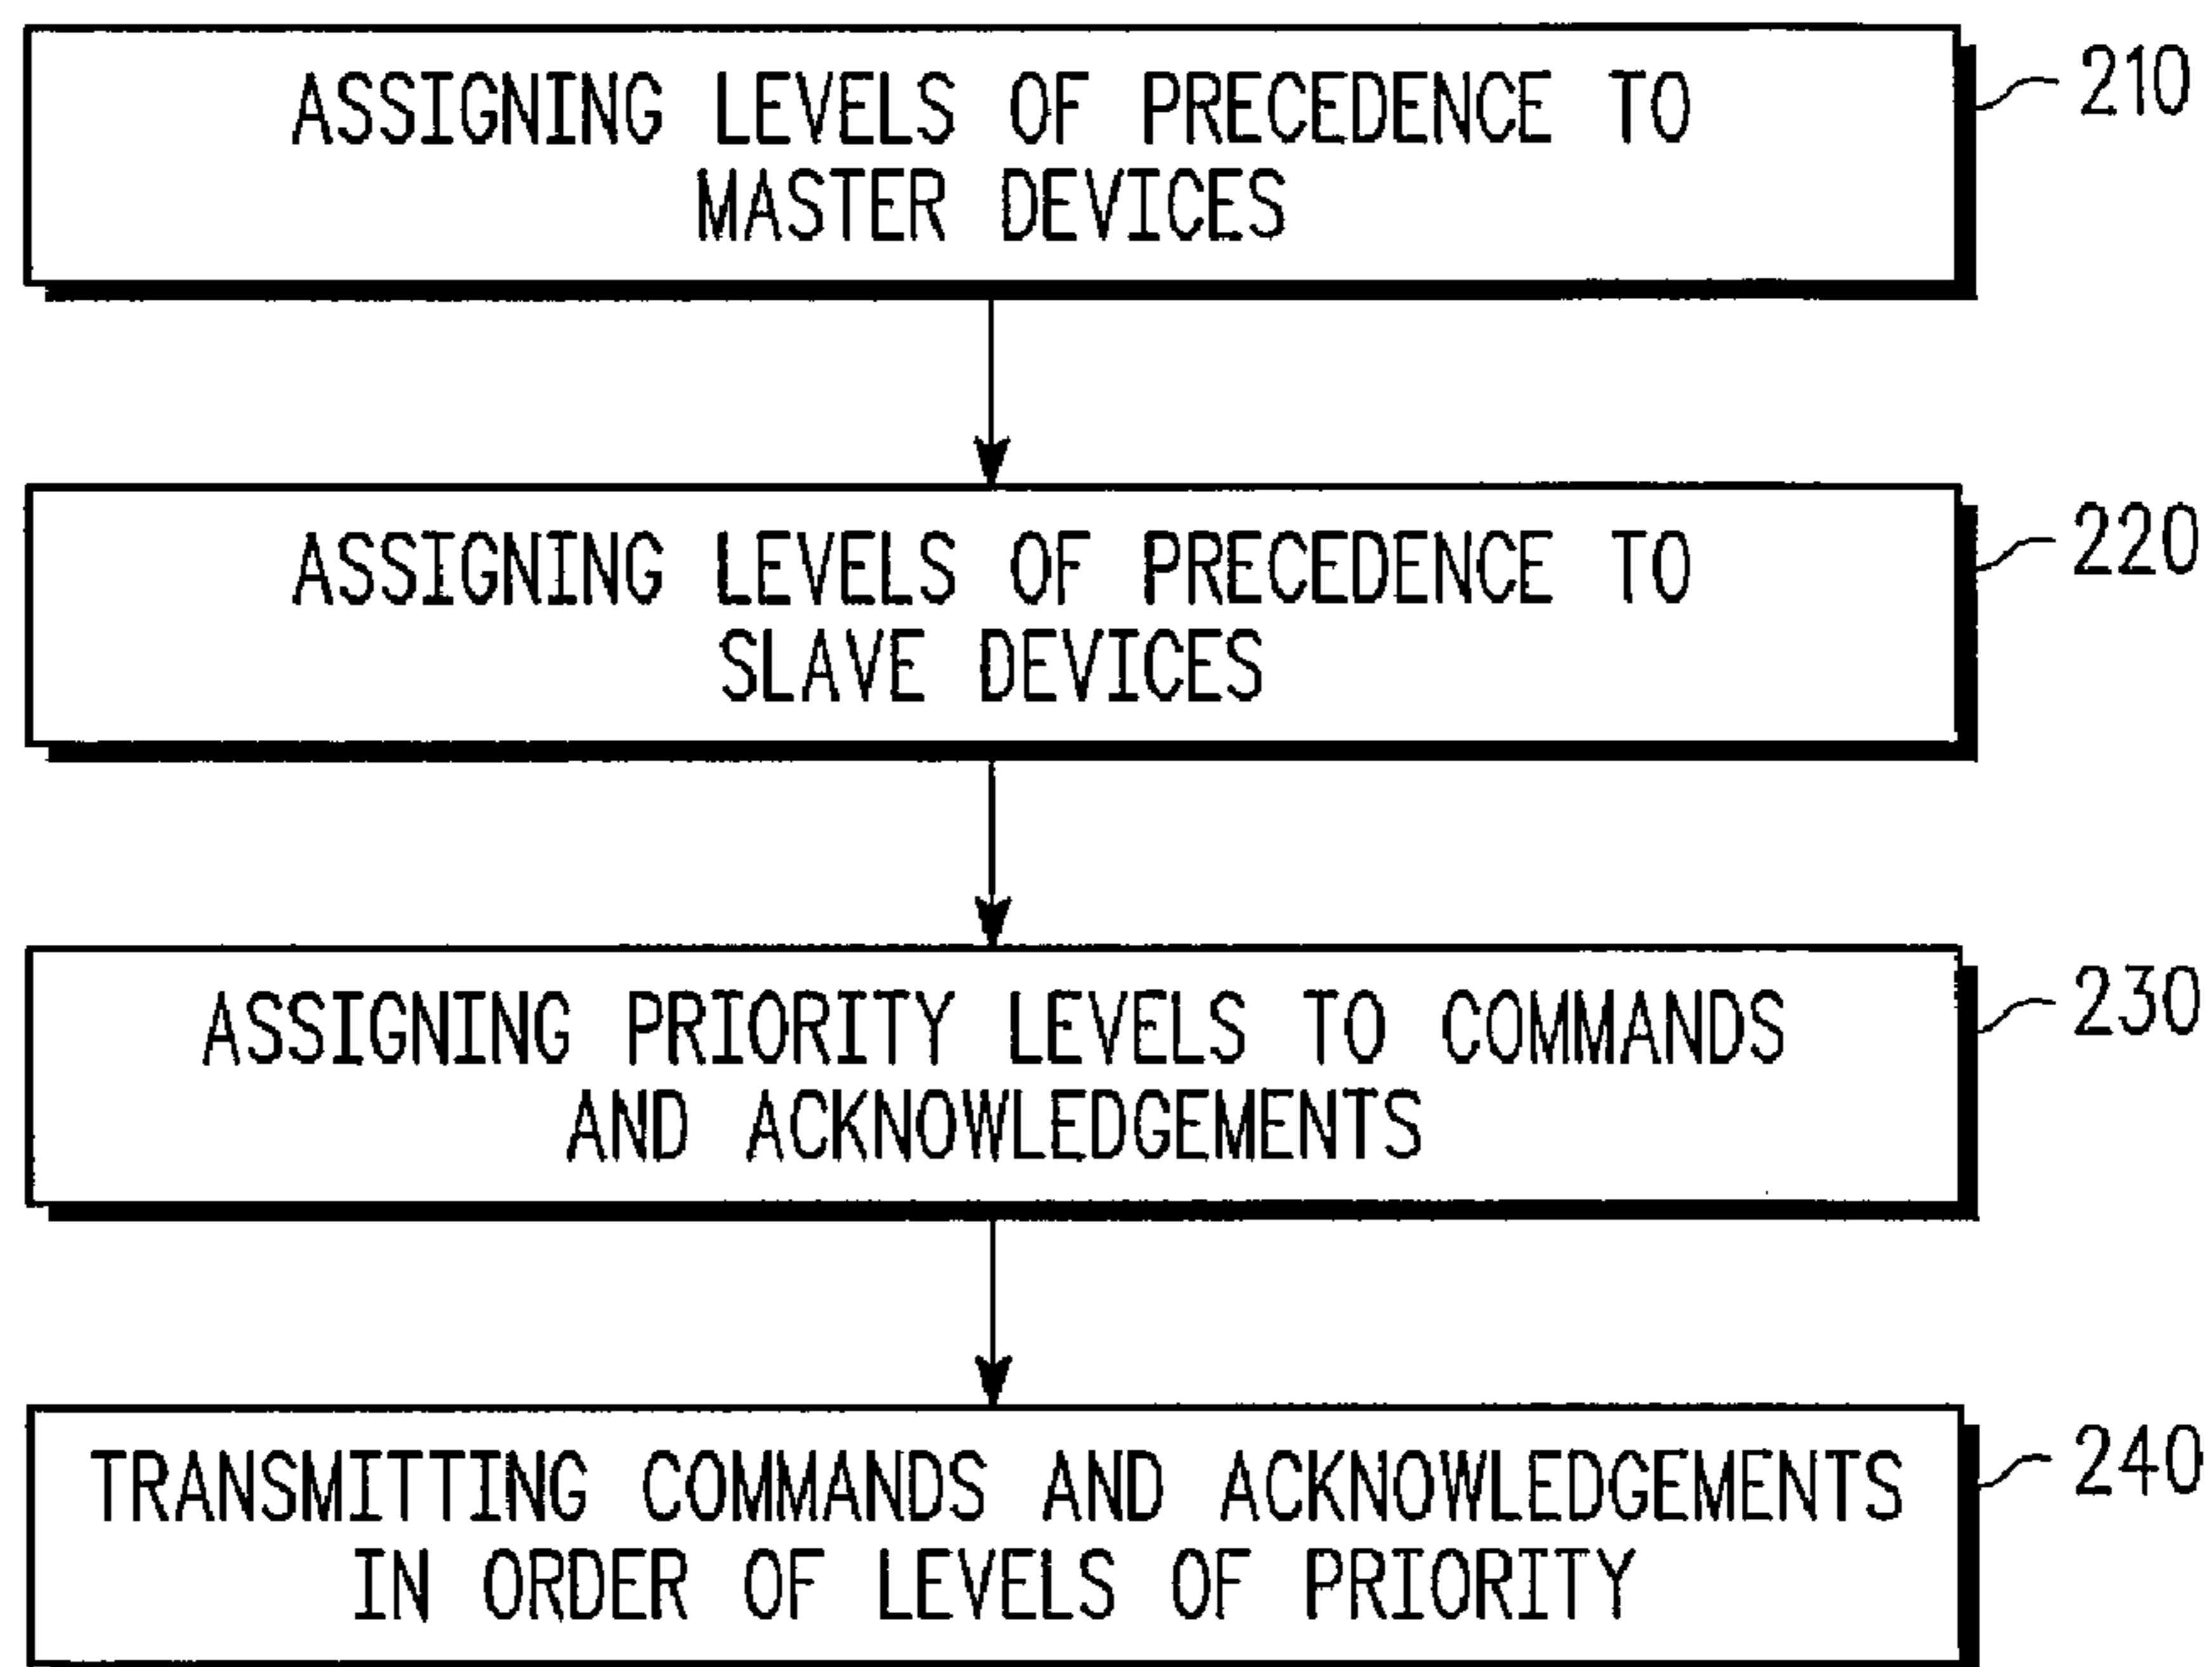 ASSIGNING LEVELS OF PRECEDENCE TO
MASTER DEVICES
210
ASSIGNING LEVELS OF PRECEDENCE TO
SLAVE DEVICES
220
ASSIGNING PRIORITY LEVELS TO COMMANDS
AND ACKNOWLEDGEMENTS
230
TRANSMITTING COMMANDS AND ACKNOWLEDGEMENTS
IN ORDER OF LEVELS OF PRIORITY
240